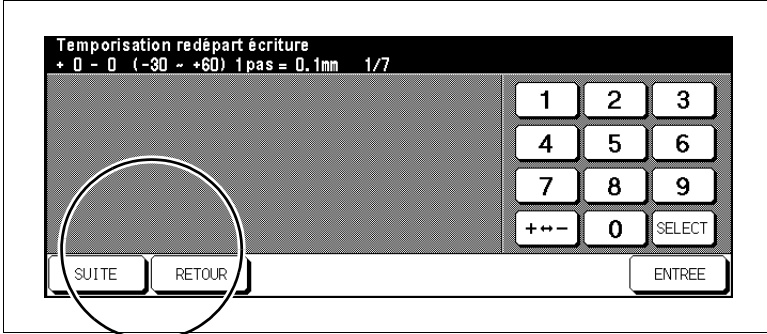 Temporisation redépart écriture
+ 0 - 0 (-30 ~ +60) 1 pas = 0.1mm 1/7
1 2 3
4 5 6
7 8 9
+↔- 0 SELECT
SUITE RETOUR ENTREE